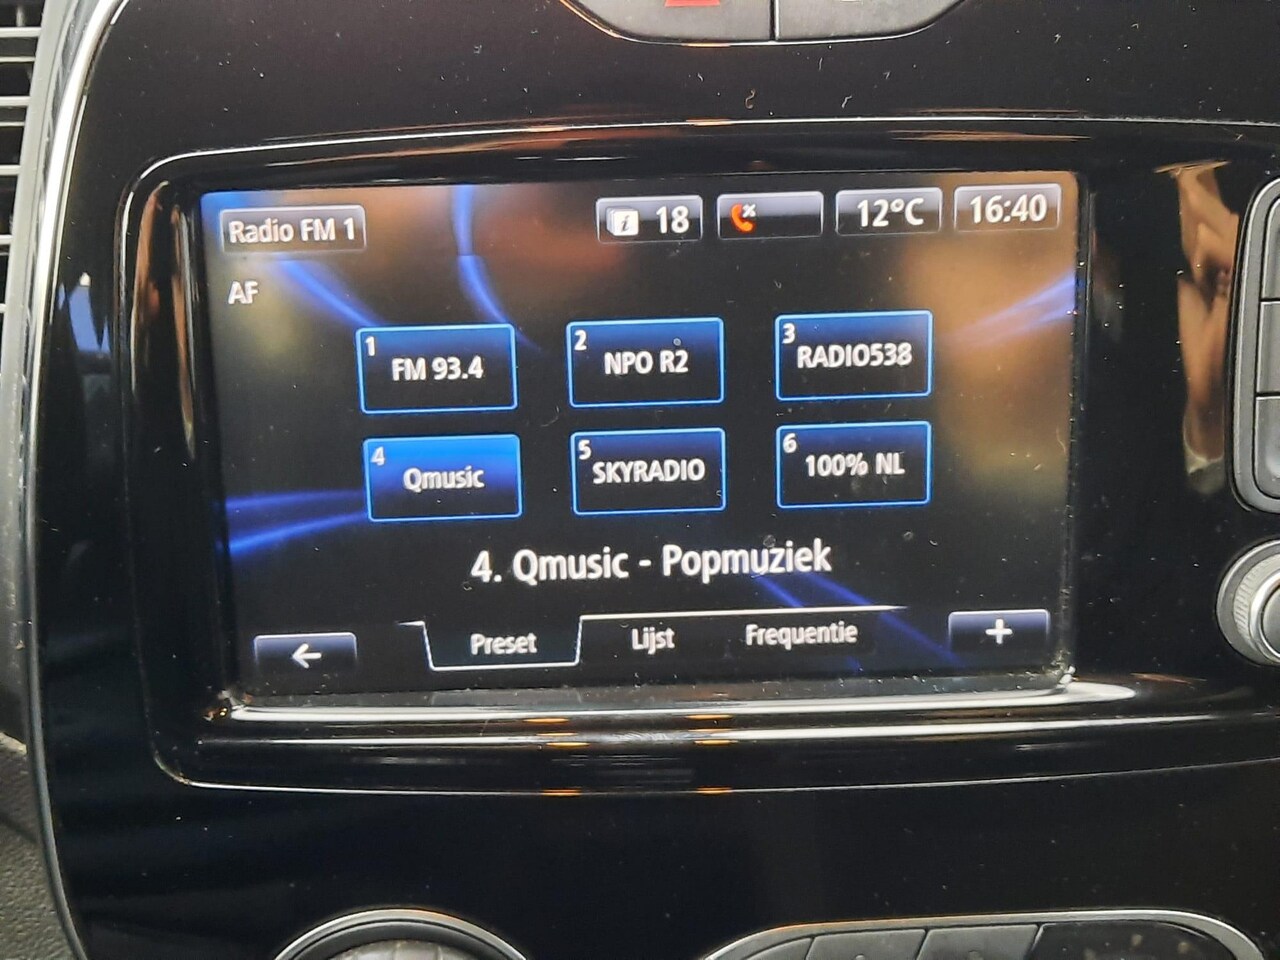 Radio FM 1
i 18
12°C
16:40
AF
1 FM 93.4
2 NPO R2
3 RADIO538
4 Qmusic
5 SKYRADIO
6 100% NL
4. Qmusic - Popmuziek
← Preset Lijst Frequentie +